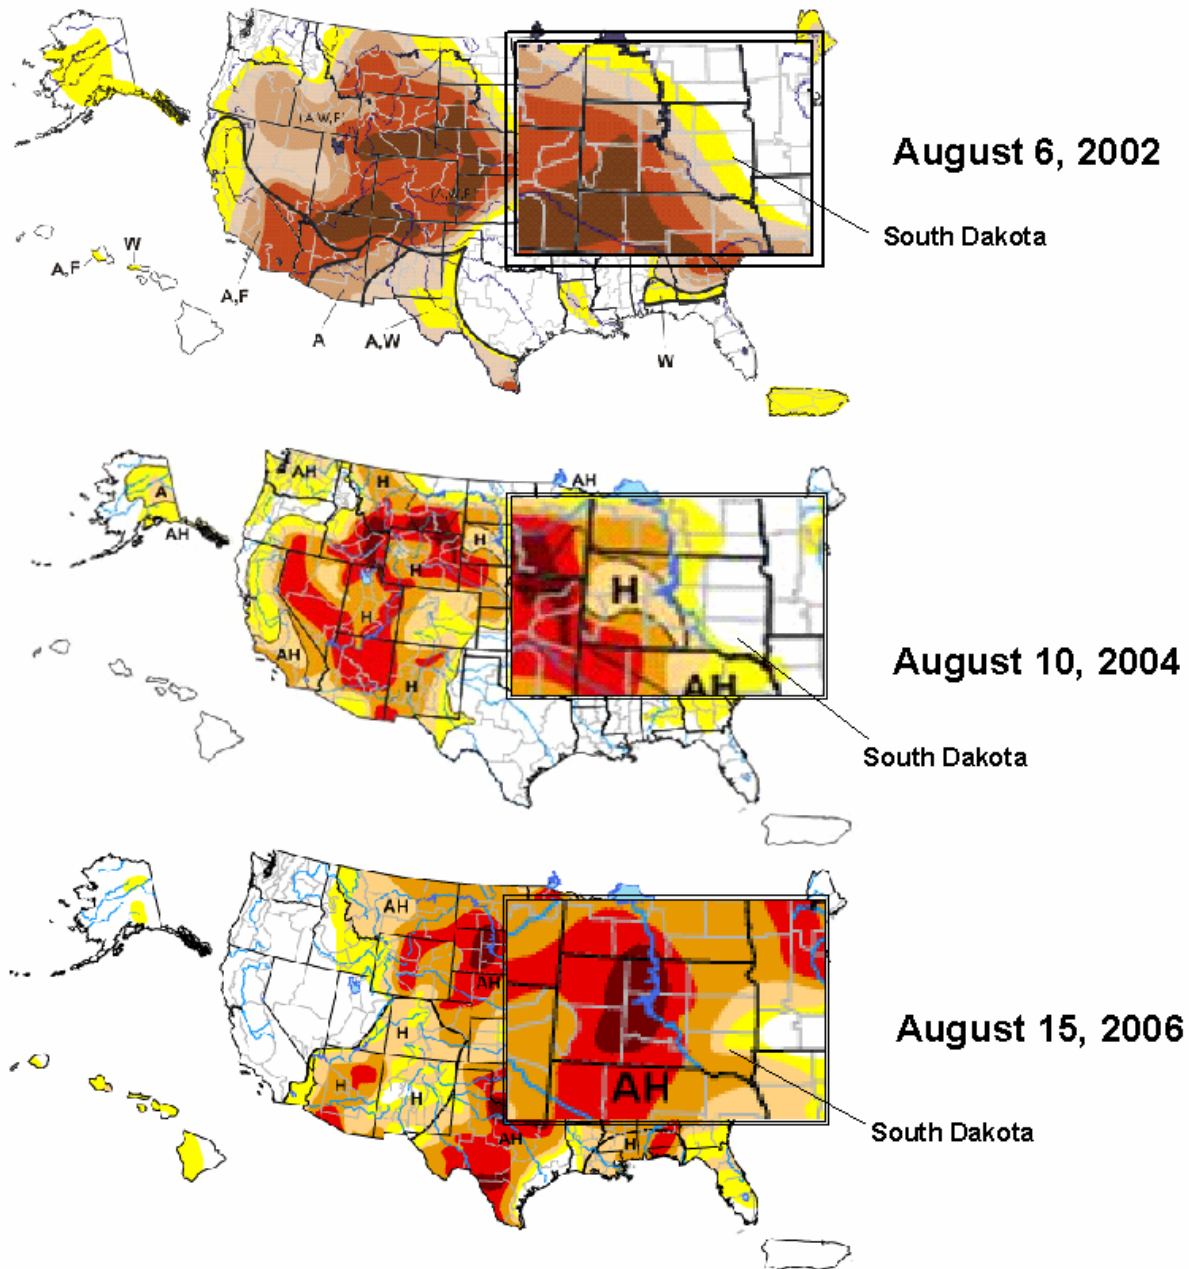 (A,W,F)
August 6, 2002
(A,W,F)
South Dakota
W
A,F
A,F
A
A,W
W
AH
H
AH
A
H
AH
H
H
H
August 10, 2004
H
AH
H
AH
South Dakota
AH
AH
H
August 15, 2006
H
H
AH
AH
H
South Dakota